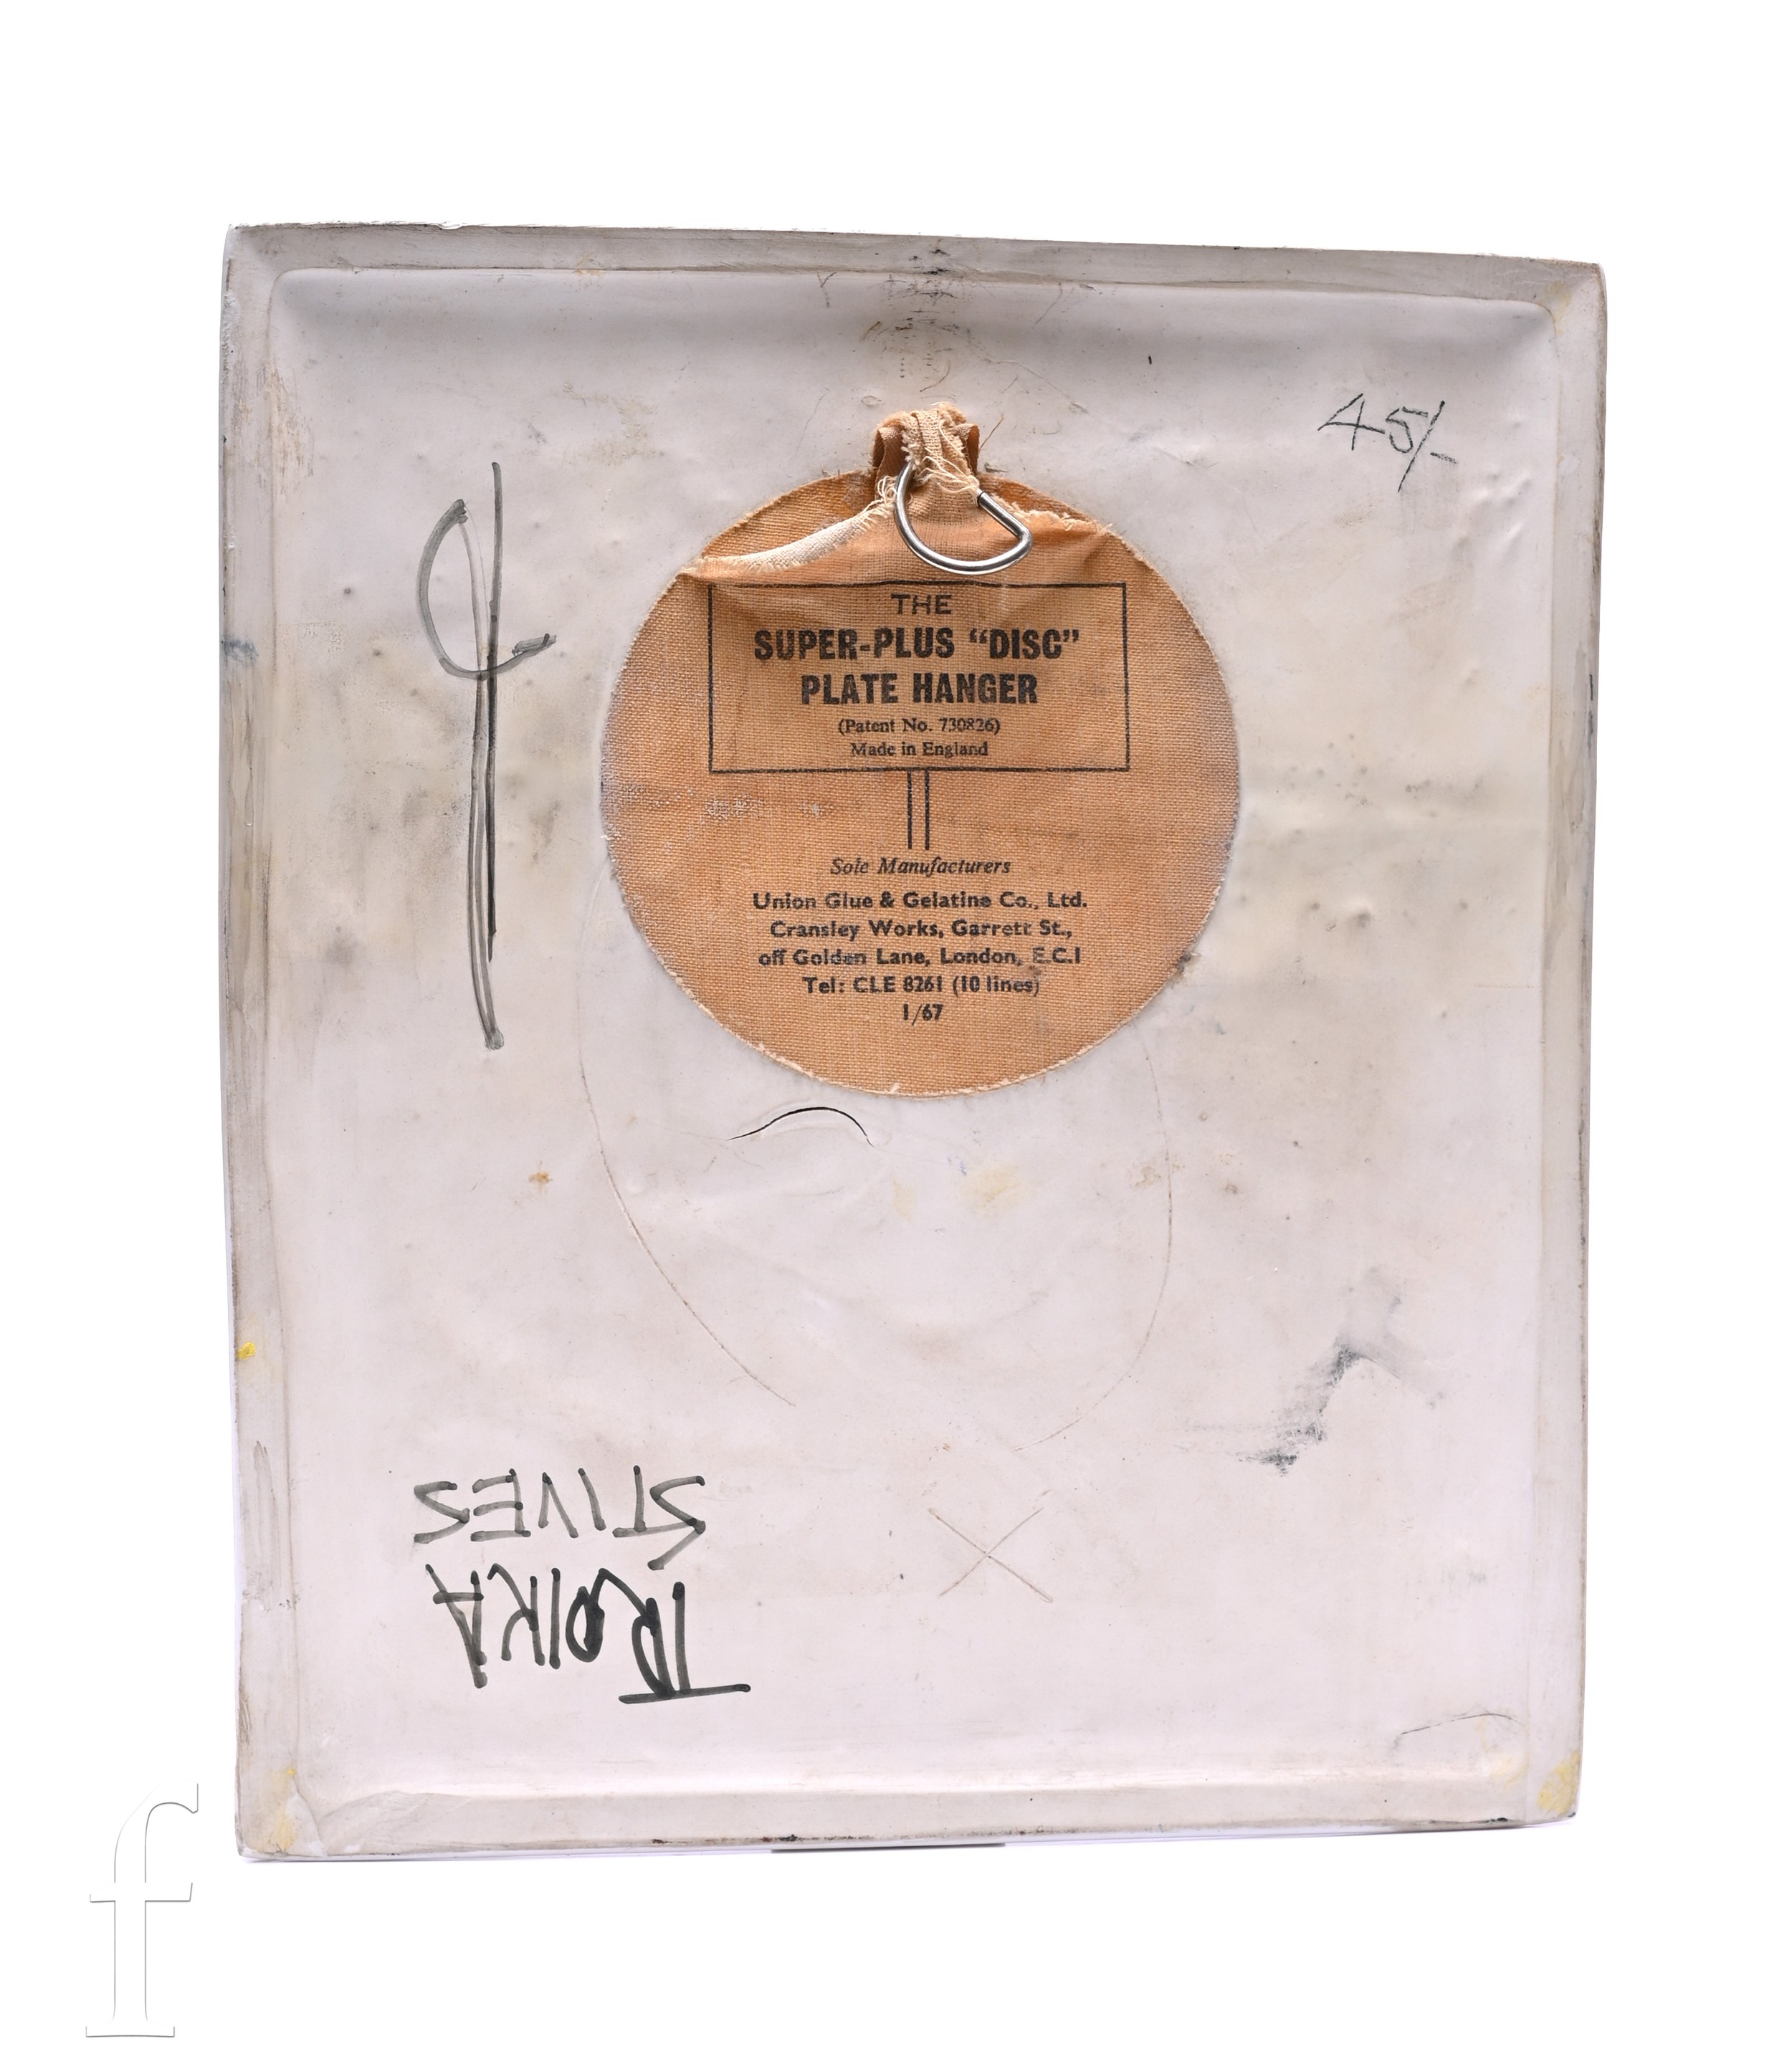 45/-
THE
SUPER-PLUS "DISC"
PLATE HANGER
(Patent No. 730826)
Made in England
Sole Manufacturers
Union Glue & Gelatine Co., Ltd.
Cransley Works, Garrett St.,
off Golden Lane, London, E.C.1
Tel: CLE 8261 (10 lines)
1/67
TROIKA
ST IVES
f